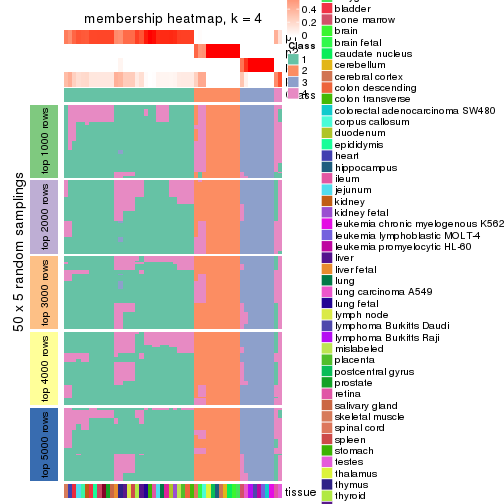 membership heatmap, k = 4
50 x 5 random samplings
top 1000 rows
top 2000 rows
top 3000 rows
top 4000 rows
top 5000 rows
0.4
0.2
0
Class
1
2
3
tissue
bladder
bone marrow
brain
brain fetal
caudate nucleus
cerebellum
cerebral cortex
colon descending
colon transverse
colorectal adenocarcinoma SW480
corpus callosum
duodenum
epididymis
heart
hippocampus
ileum
jejunum
kidney
kidney fetal
leukemia chronic myelogenous K562
leukemia lymphoblastic MOLT-4
leukemia promyelocytic HL-60
liver
liver fetal
lung
lung carcinoma A549
lung fetal
lymph node
lymphoma Burkitts Daudi
lymphoma Burkitts Raji
mislabeled
placenta
postcentral gyrus
prostate
retina
salivary gland
skeletal muscle
spinal cord
spleen
stomach
testes
thalamus
thymus
thyroid